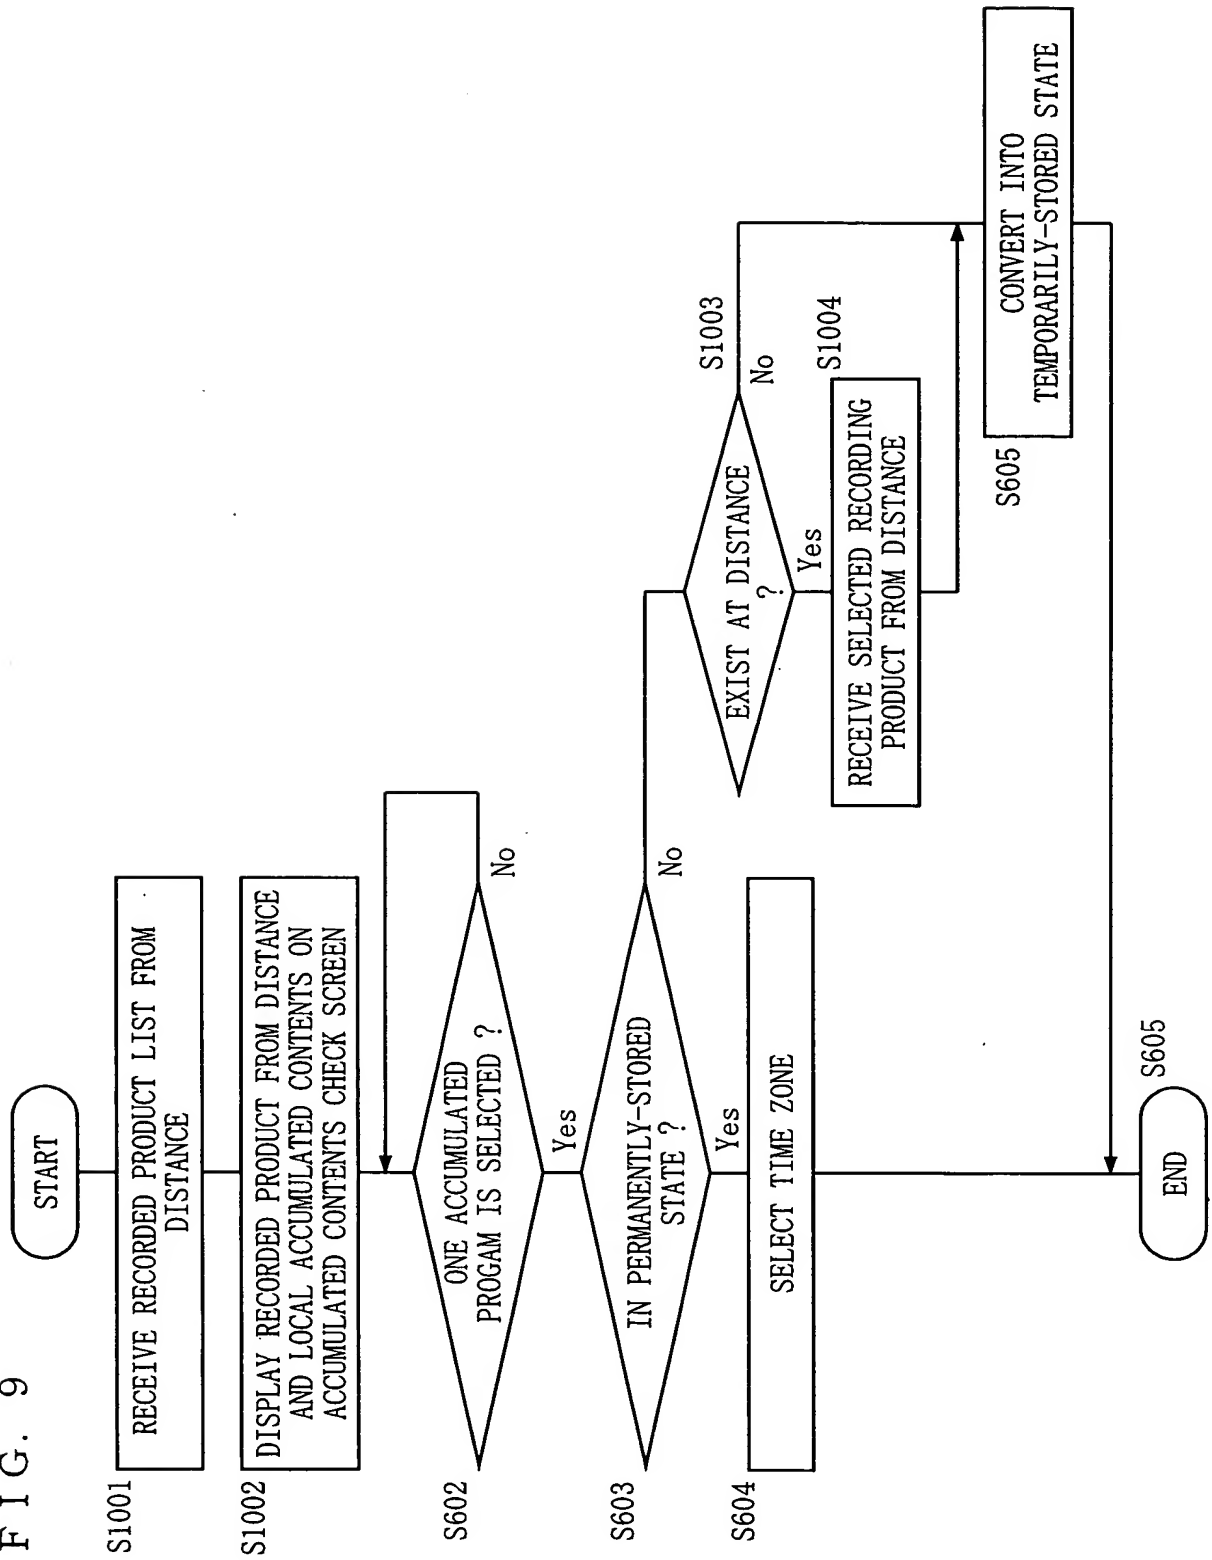 FIG. 9
START
S1001
RECEIVE RECORDED PRODUCT LIST FROM
DISTANCE
S1002
DISPLAY RECORDED PRODUCT FROM DISTANCE
AND LOCAL ACCUMULATED CONTENTS ON
ACCUMULATED CONTENTS CHECK SCREEN
S602
ONE ACCUMULATED
PROGAM IS SELECTED ?
No
Yes
S603
IN PERMANENTLY-STORED
STATE ?
No
Yes
S604
SELECT TIME ZONE
S1003
EXIST AT DISTANCE
?
No
Yes
S1004
RECEIVE SELECTED RECORDING
PRODUCT FROM DISTANCE
S605
CONVERT INTO
TEMPORARILY-STORED STATE
S605
END